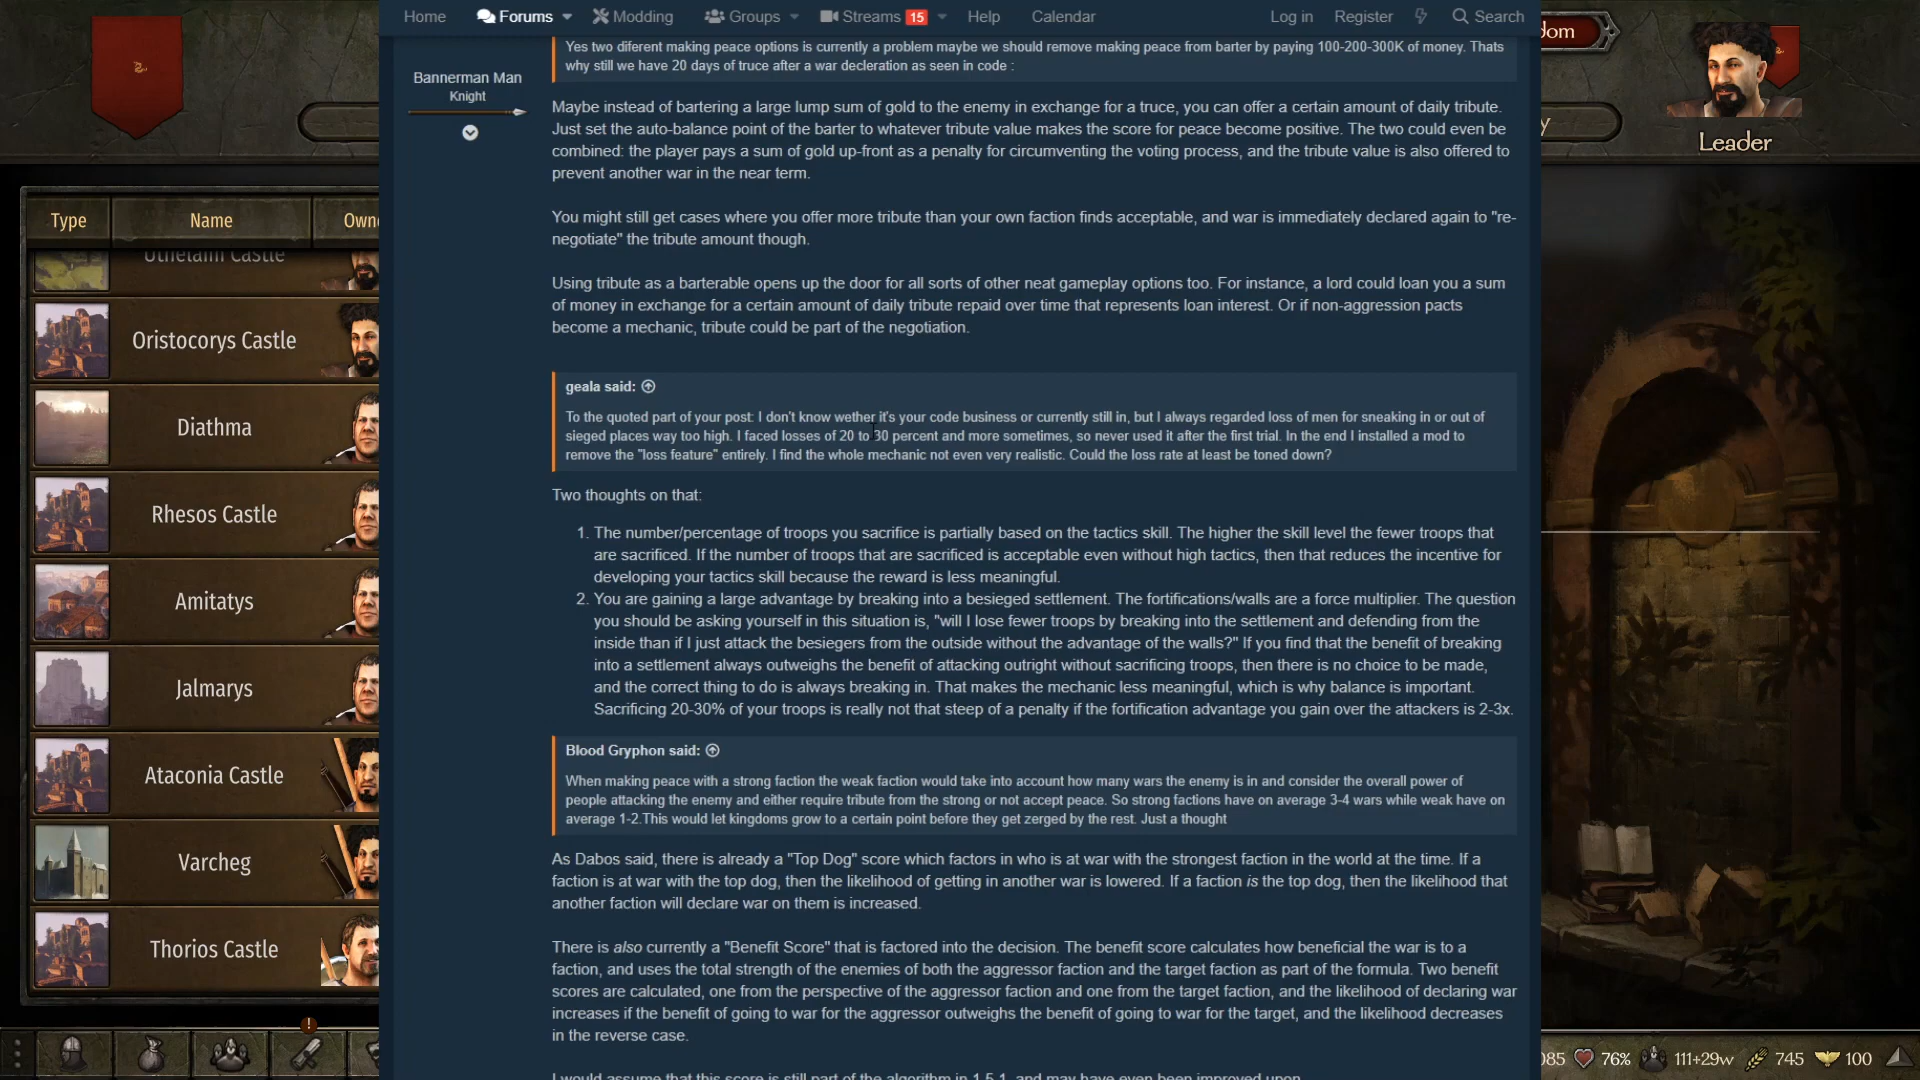 Home Forums Modding Groups Streams 15 Help Calendar Log in Register Search
Leader
Type Name
Uthelaim Castle
Oristocorys Castle
Diathma
Rhesos Castle
Amitatys
Jalmarys
Ataconia Castle
Varcheg
Thorios Castle
Bannerman Man
Knight
Yes two diferent making peace options is currently a problem maybe we should remove making peace from barter by paying 100-200-300K of money. Thats
why still we have 20 days of truce after a war decleration as seen in code :
Maybe instead of bartering a large lump sum of gold to the enemy in exchange for a truce, you can offer a certain amount of daily tribute.
Just set the auto-balance point of the barter to whatever tribute value makes the score for peace become positive. The two could even be
combined: the player pays a sum of gold up-front as a penalty for circumventing the voting process, and the tribute value is also offered to
prevent another war in the near term.
You might still get cases where you offer more tribute than your own faction finds acceptable, and war is immediately declared again to "re-
negotiate" the tribute amount though.
Using tribute as a barterable opens up the door for all sorts of other neat gameplay options too. For instance, a lord could loan you a sum
of money in exchange for a certain amount of daily tribute repaid over time that represents loan interest. Or if non-aggression pacts
become a mechanic, tribute could be part of the negotiation.
geala said:
To the quoted part of your post: I don't know wether it's your code business or currently still in, but I always regarded loss of men for sneaking in or out of
sieged places way too high. I faced losses of 20 to 30 percent and more sometimes, so never used it after the first trial. In the end I installed a mod to
remove the "loss feature" entirely. I find the whole mechanic not even very realistic. Could the loss rate at least be toned down?
Two thoughts on that:
1. The number/percentage of troops you sacrifice is partially based on the tactics skill. The higher the skill level the fewer troops that
are sacrificed. If the number of troops that are sacrificed is acceptable even without high tactics, then that reduces the incentive for
developing your tactics skill because the reward is less meaningful.
2. You are gaining a large advantage by breaking into a besieged settlement. The fortifications/walls are a force multiplier. The question
you should be asking yourself in this situation is, "will I lose fewer troops by breaking into the settlement and defending from the
inside than if I just attack the besiegers from the outside without the advantage of the walls?" If you find that the benefit of breaking
into a settlement always outweighs the benefit of attacking outright without sacrificing troops, then there is no choice to be made,
and the correct thing to do is always breaking in. That makes the mechanic less meaningful, which is why balance is important.
Sacrificing 20-30% of your troops is really not that steep of a penalty if the fortification advantage you gain over the attackers is 2-3x.
Blood Gryphon said:
When making peace with a strong faction the weak faction would take into account how many wars the enemy is in and consider the overall power of
people attacking the enemy and either require tribute from the strong or not accept peace. So strong factions have on average 3-4 wars while weak have on
average 1-2.This would let kingdoms grow to a certain point before they get zerged by the rest. Just a thought
As Dabos said, there is already a "Top Dog" score which factors in who is at war with the strongest faction in the world at the time. If a
faction is at war with the top dog, then the likelihood of getting in another war is lowered. If a faction is the top dog, then the likelihood that
another faction will declare war on them is increased.
There is also currently a "Benefit Score" that is factored into the decision. The benefit score calculates how beneficial the war is to a
faction, and uses the total strength of the enemies of both the aggressor faction and the target faction as part of the formula. Two benefit
scores are calculated, one from the perspective of the aggressor faction and one from the target faction, and the likelihood of declaring war
increases if the benefit of going to war for the aggressor outweighs the benefit of going to war for the target, and the likelihood decreases
in the reverse case.
I would assume that this score is still part of the algorithm in 1.5.1, and may have even been improved upon
76% 111+29w 745 100